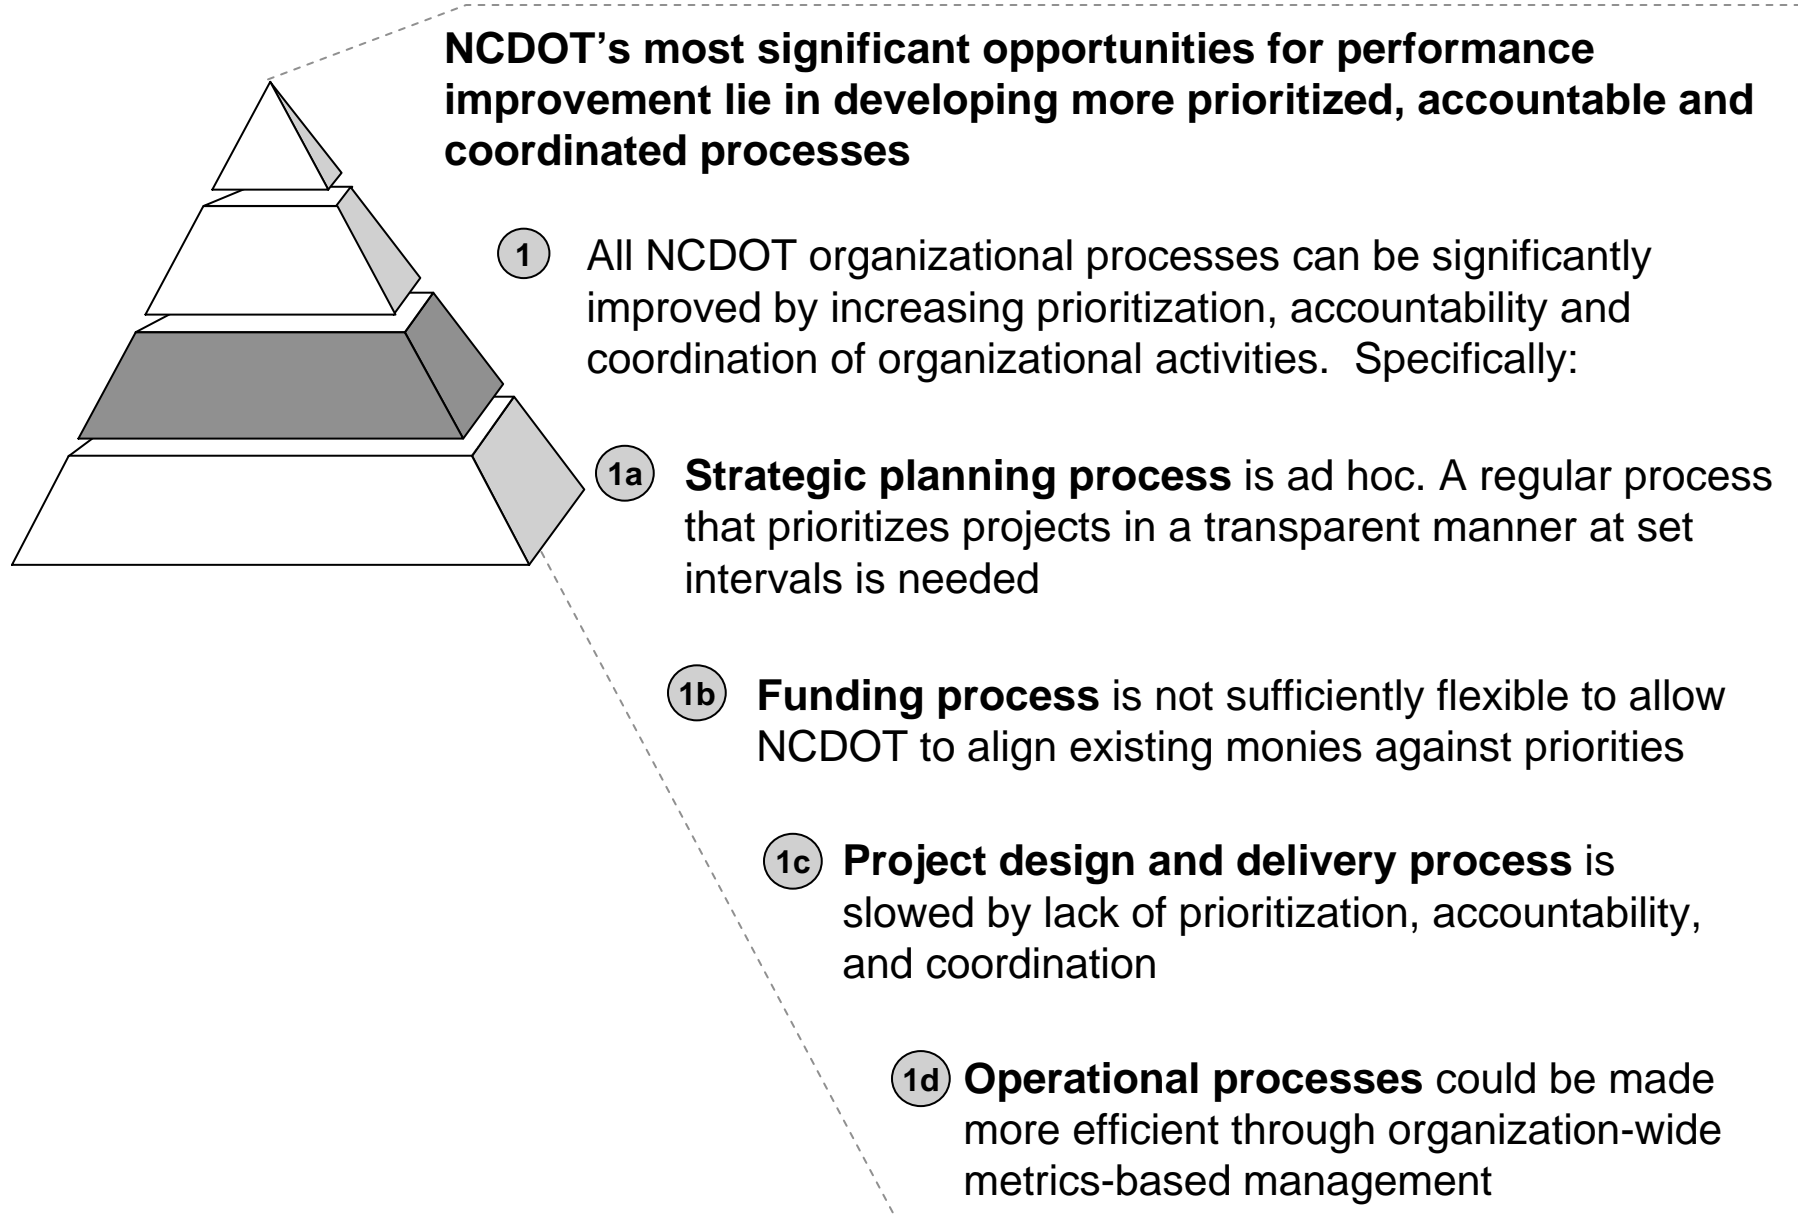 NCDOT’s most significant opportunities for performance
improvement lie in developing more prioritized, accountable and
coordinated processes
1 All NCDOT organizational processes can be significantly
improved by increasing prioritization, accountability and
coordination of organizational activities.  Specifically:
1a Strategic planning process is ad hoc. A regular process
that prioritizes projects in a transparent manner at set
intervals is needed
1b Funding process is not sufficiently flexible to allow
NCDOT to align existing monies against priorities
1c Project design and delivery process is
slowed by lack of prioritization, accountability,
and coordination
1d Operational processes could be made
more efficient through organization-wide
metrics-based management